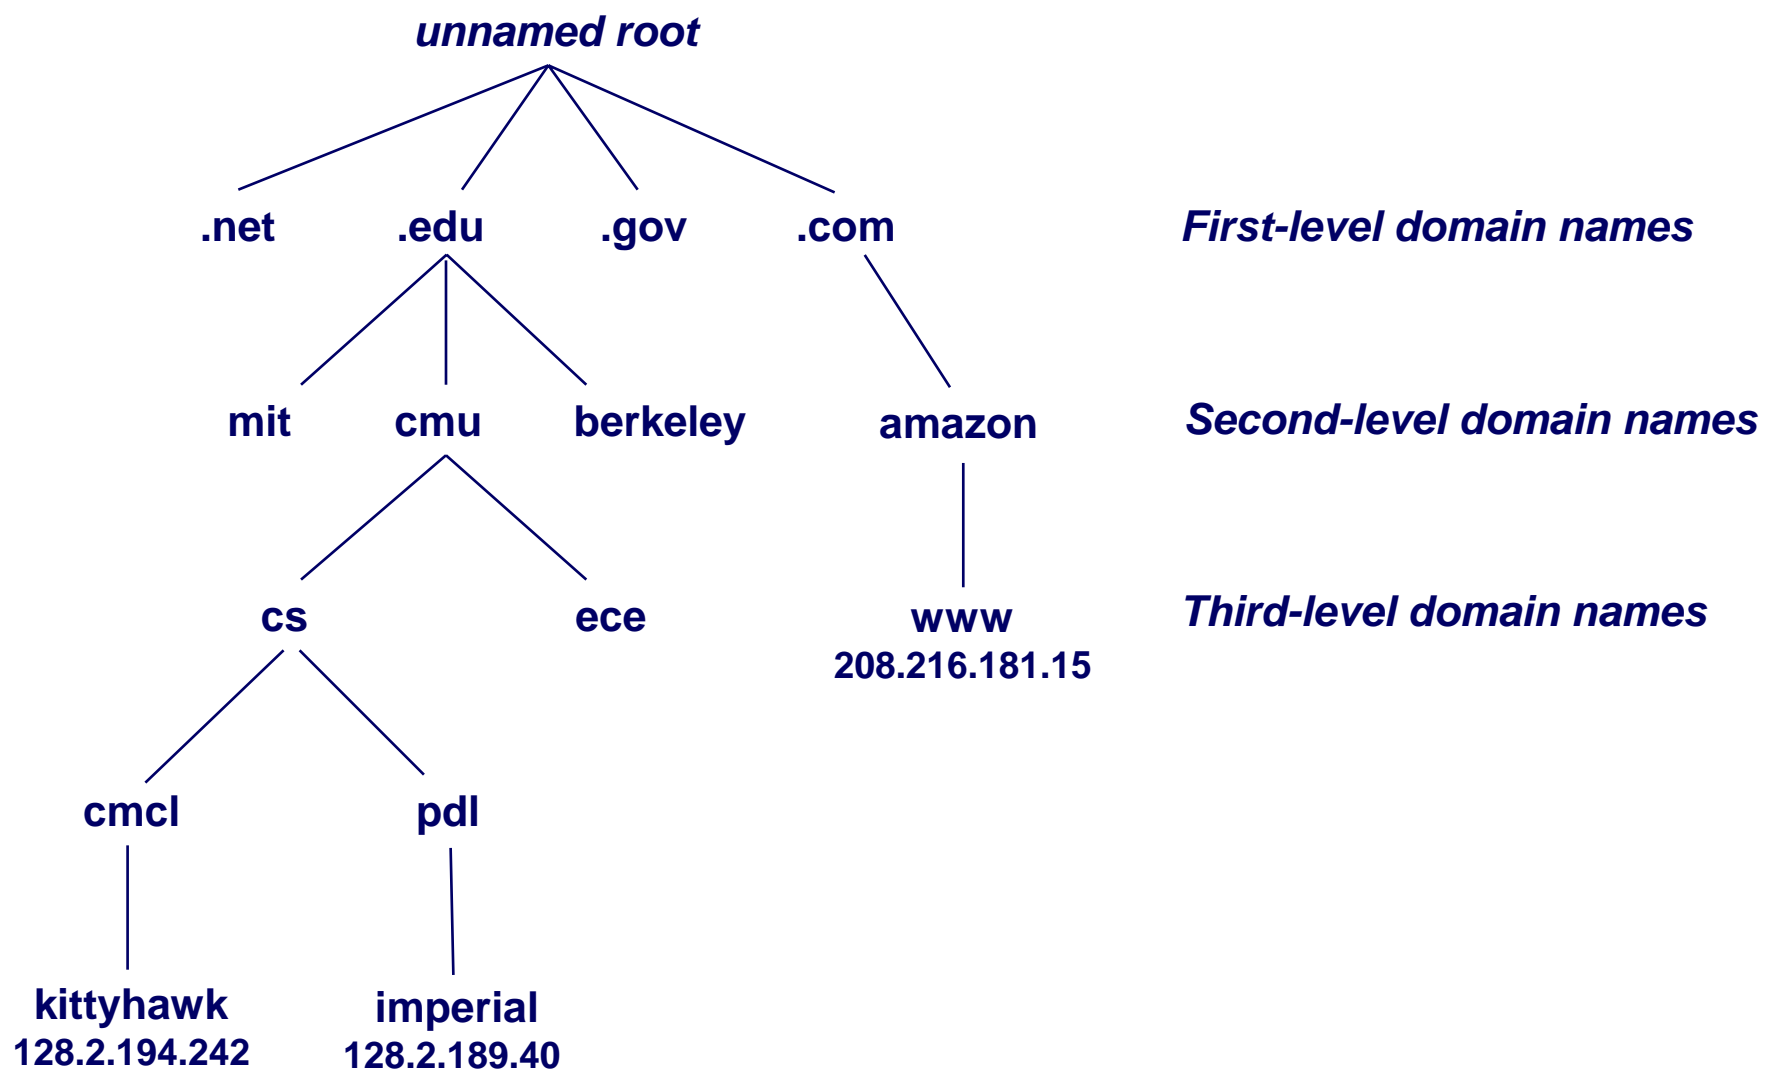 unnamed root
.net .edu .gov .com First-level domain names
mit cmu berkeley amazon Second-level domain names
cs ece www Third-level domain names
208.216.181.15
cmcl pdl
kittyhawk imperial
128.2.194.242 128.2.189.40